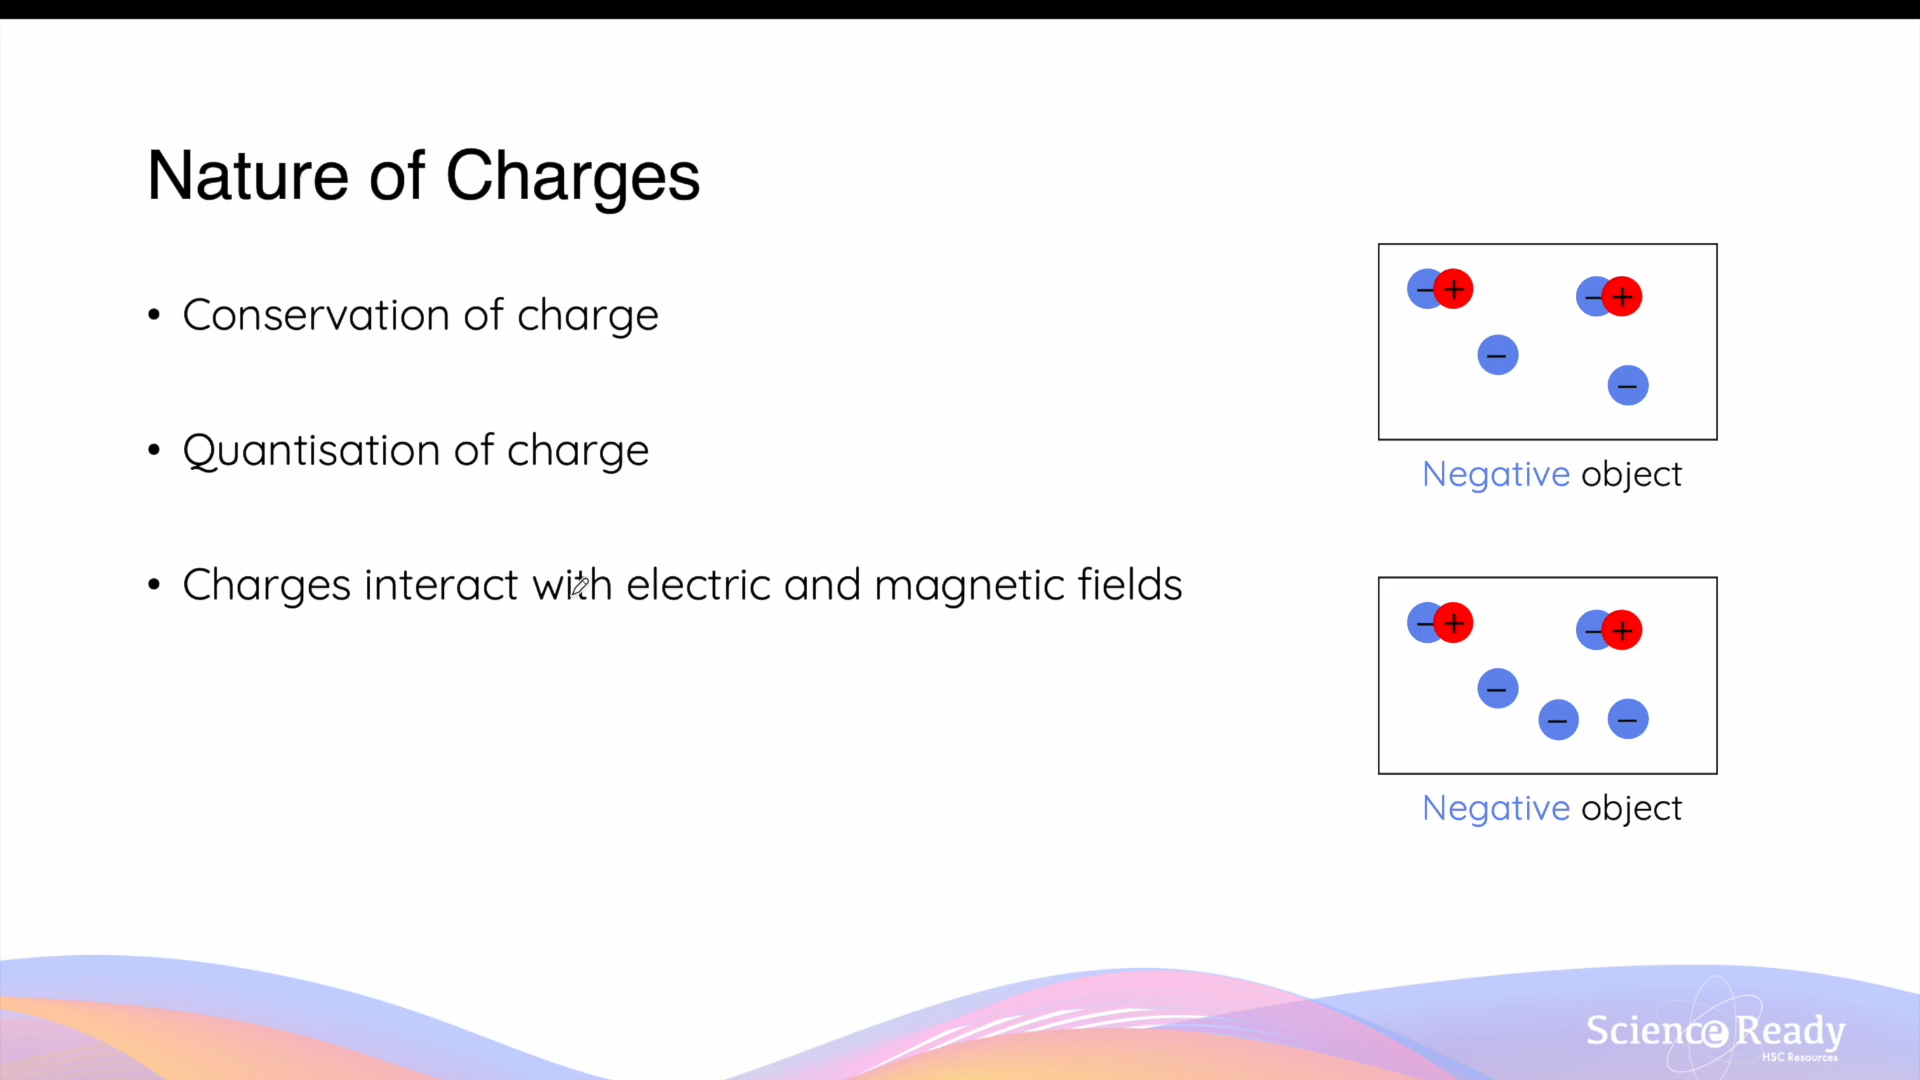 Nature of Charges
• Conservation of charge
• Quantisation of charge
• Charges interact with electric and magnetic fields
– + – +
–
–
Negative object
– + – +
–
– –
Negative object
Science Ready
HSC Resources